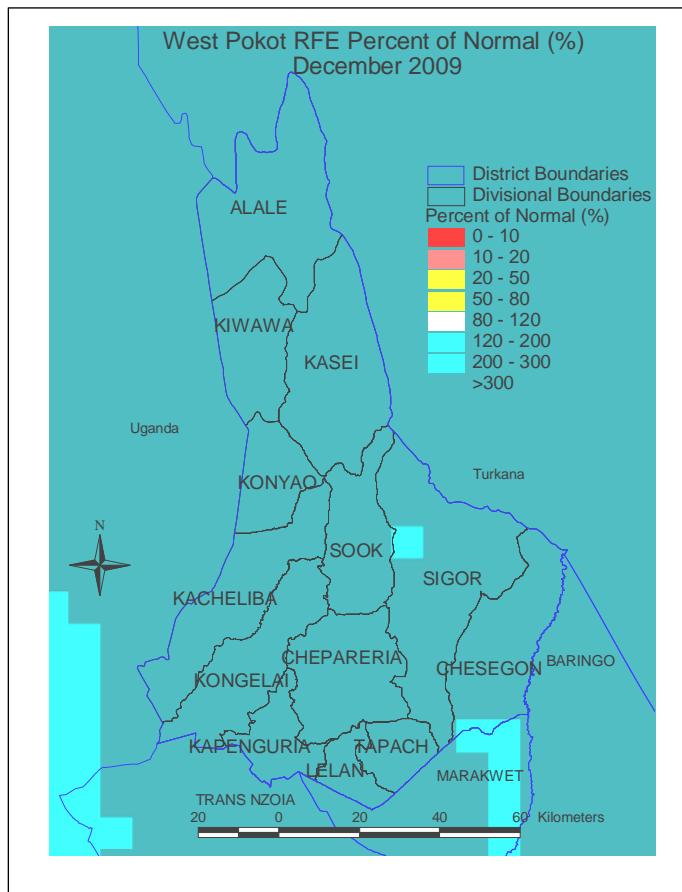 West Pokot RFE Percent of Normal (%)
December 2009
District Boundaries
Divisional Boundaries
Percent of Normal (%)
0 - 10
10 - 20
20 - 50
50 - 80
80 - 120
120 - 200
200 - 300
>300
ALALE
KIWAWA
KASEI
Uganda
Turkana
KONYAO
N
SOOK
SIGOR
KACHELIBA
CHEPARERIA
CHESEGON
BARINGO
KONGELAI
KAPENGURIA
TAPACH
LELAN
MARAKWET
TRANS NZOIA
20 0 20 40 60 Kilometers